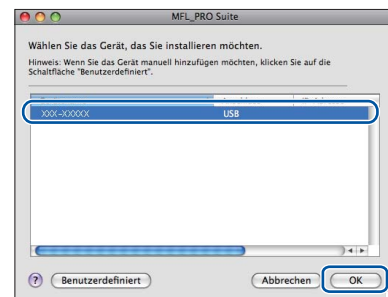 MFL_PRO Suite
Wählen Sie das Gerät, das Sie installieren möchten.
Hinweis: Wenn Sie das Gerät manuell hinzufügen möchten, klicken Sie auf die
Schaltfläche "Benutzerdefiniert".
XXX-XXXXX USB
? Benutzerdefiniert Abbrechen OK